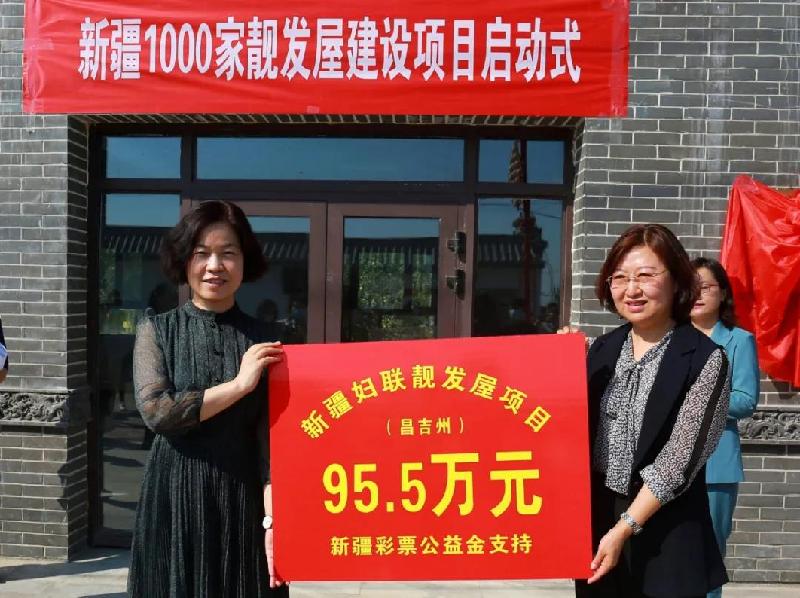 新疆1000家靓发屋建设项目启动式
新疆妇联靓发屋项目
（昌吉州）
95.5万元
新疆彩票公益金支持